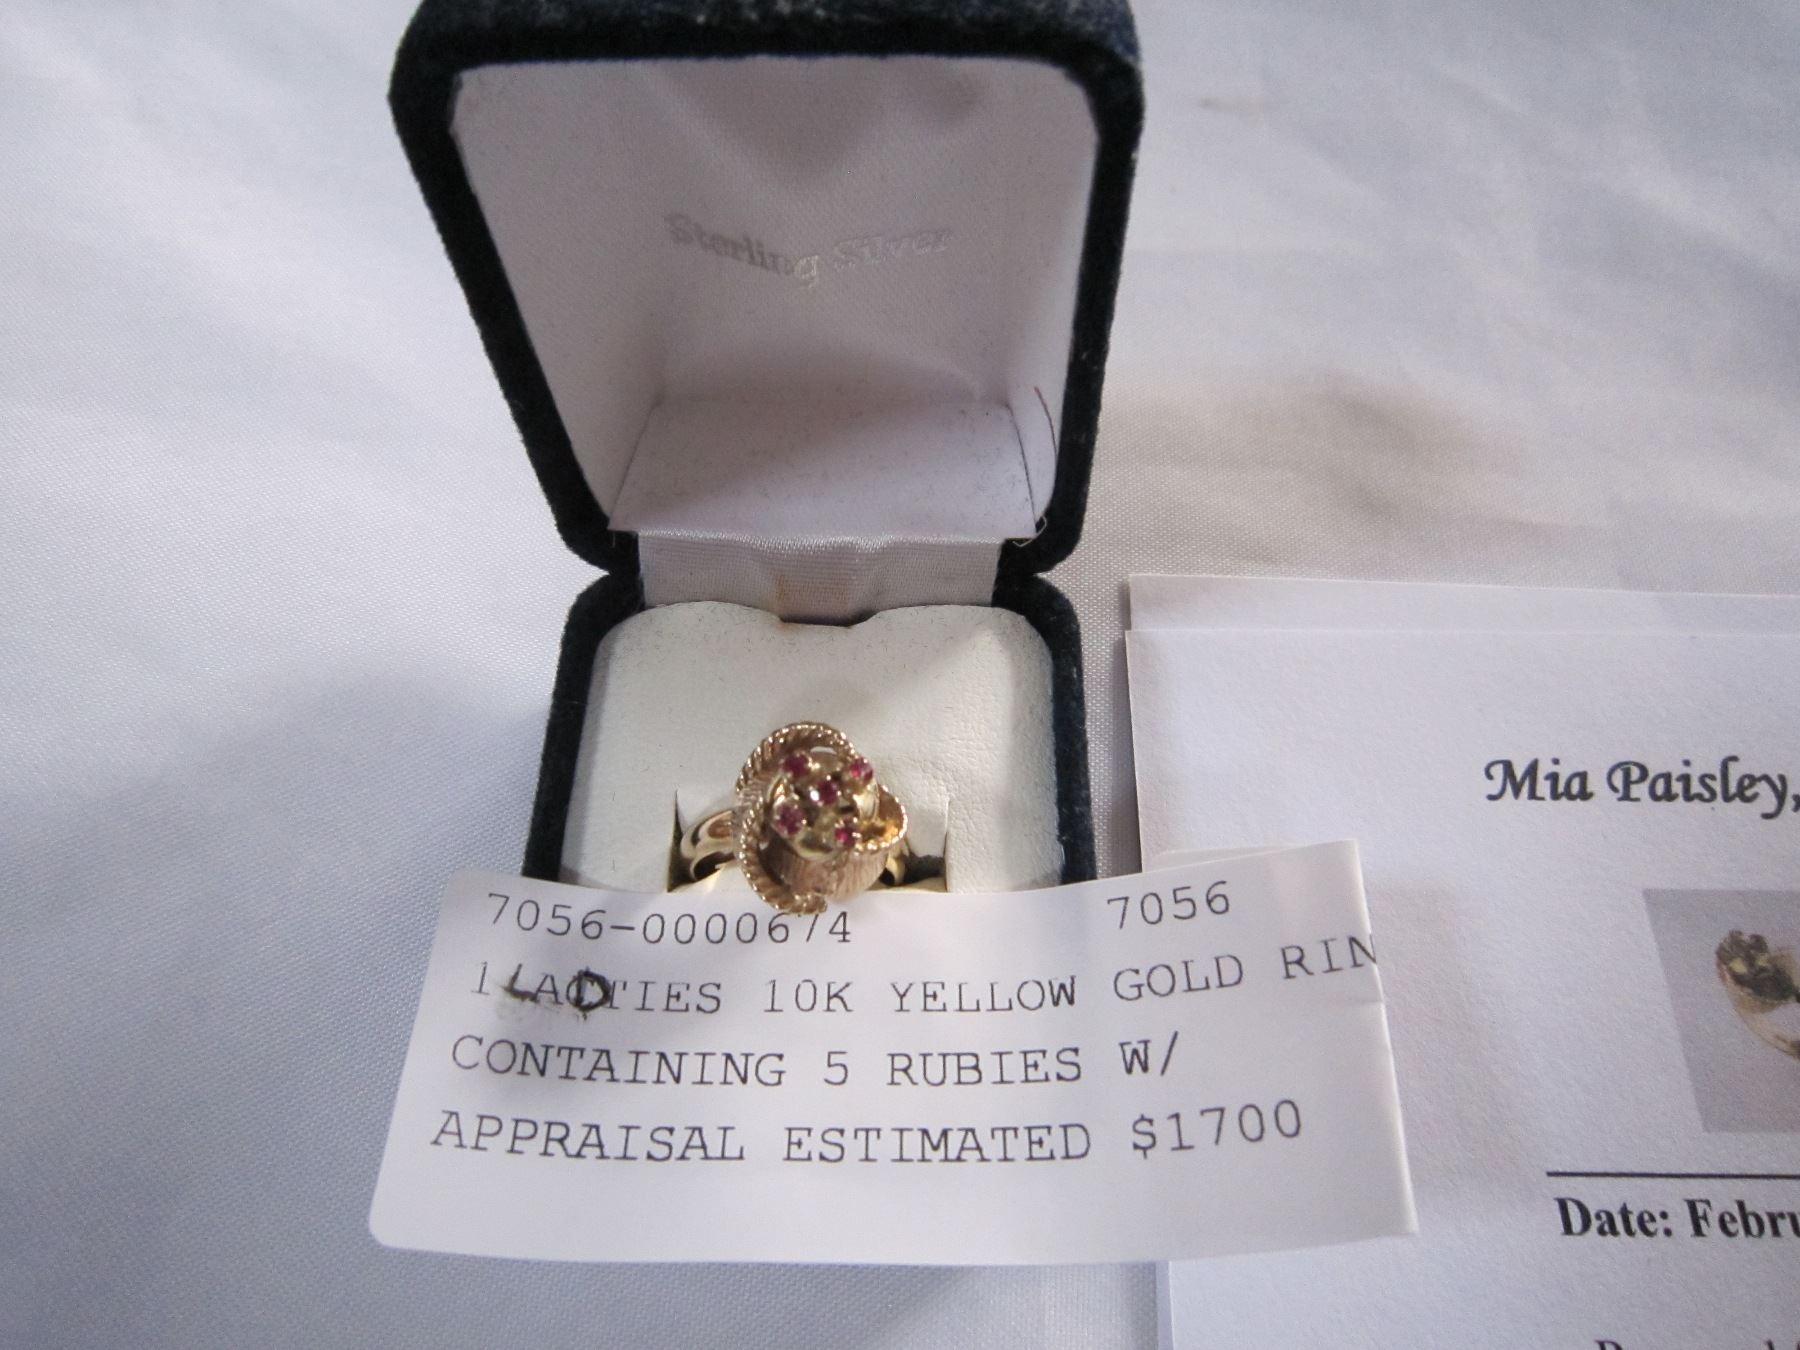 Sterling Silver
7056-0000674 7056
1 LADTIES 10K YELLOW GOLD RIN
CONTAINING 5 RUBIES W/
APPRAISAL ESTIMATED $1700
Mia Paisley,
Date: Febru